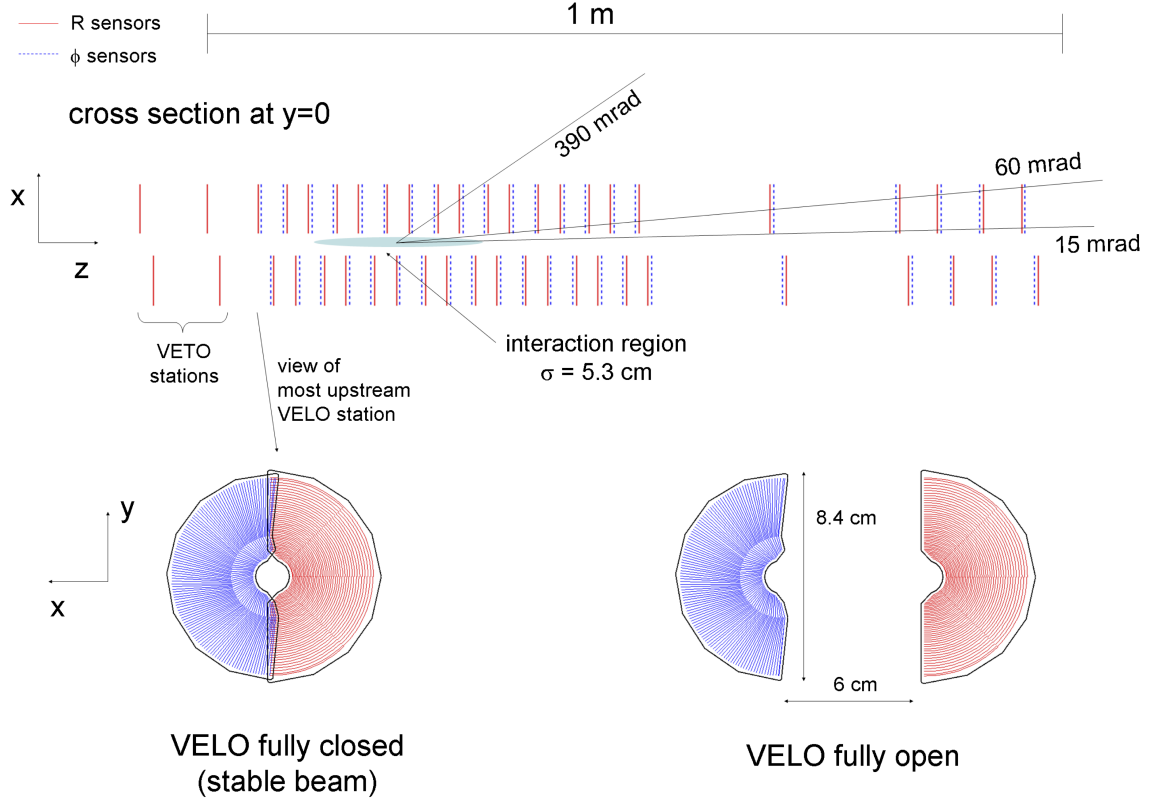 R sensors
ϕ sensors
1 m
cross section at y=0
390 mrad
60 mrad
15 mrad
x
z
VETO
stations
view of
most upstream
VELO station
interaction region
σ = 5.3 cm
y
x
8.4 cm
6 cm
VELO fully closed
(stable beam)
VELO fully open